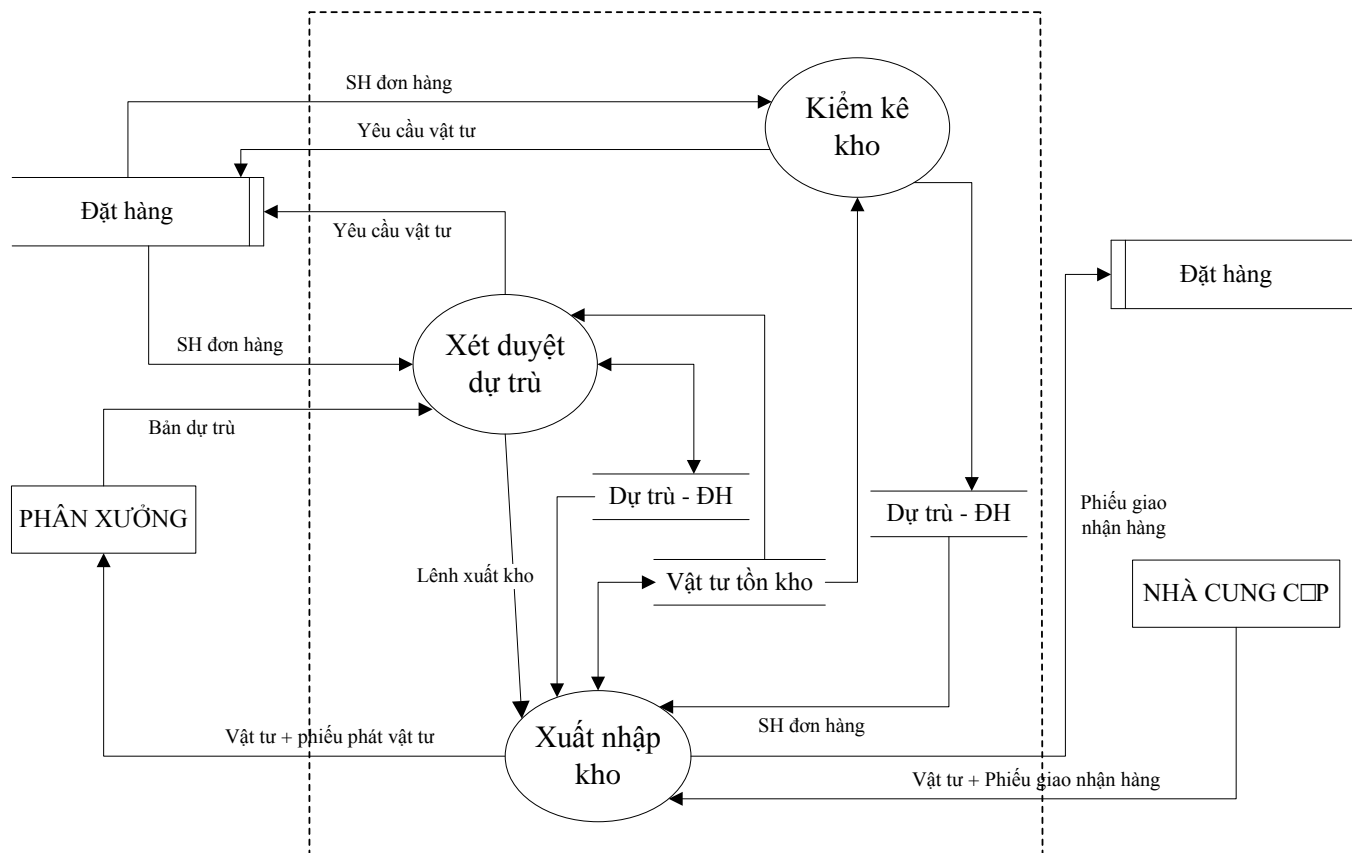 SH đơn hàng
Kiểm kê
kho
Yêu cầu vật tư
Đặt hàng
Yêu cầu vật tư
Đặt hàng
SH đơn hàng
Xét duyệt
dự trù
Bản dự trù
PHÂN XƯỞNG
Dự trù - ĐH
Dự trù - ĐH
Phiếu giao
nhận hàng
Lênh xuất kho
Vật tư tồn kho
NHÀ CUNG C□P
SH đơn hàng
Vật tư + phiếu phát vật tư
Xuất nhập
kho
Vật tư + Phiếu giao nhận hàng